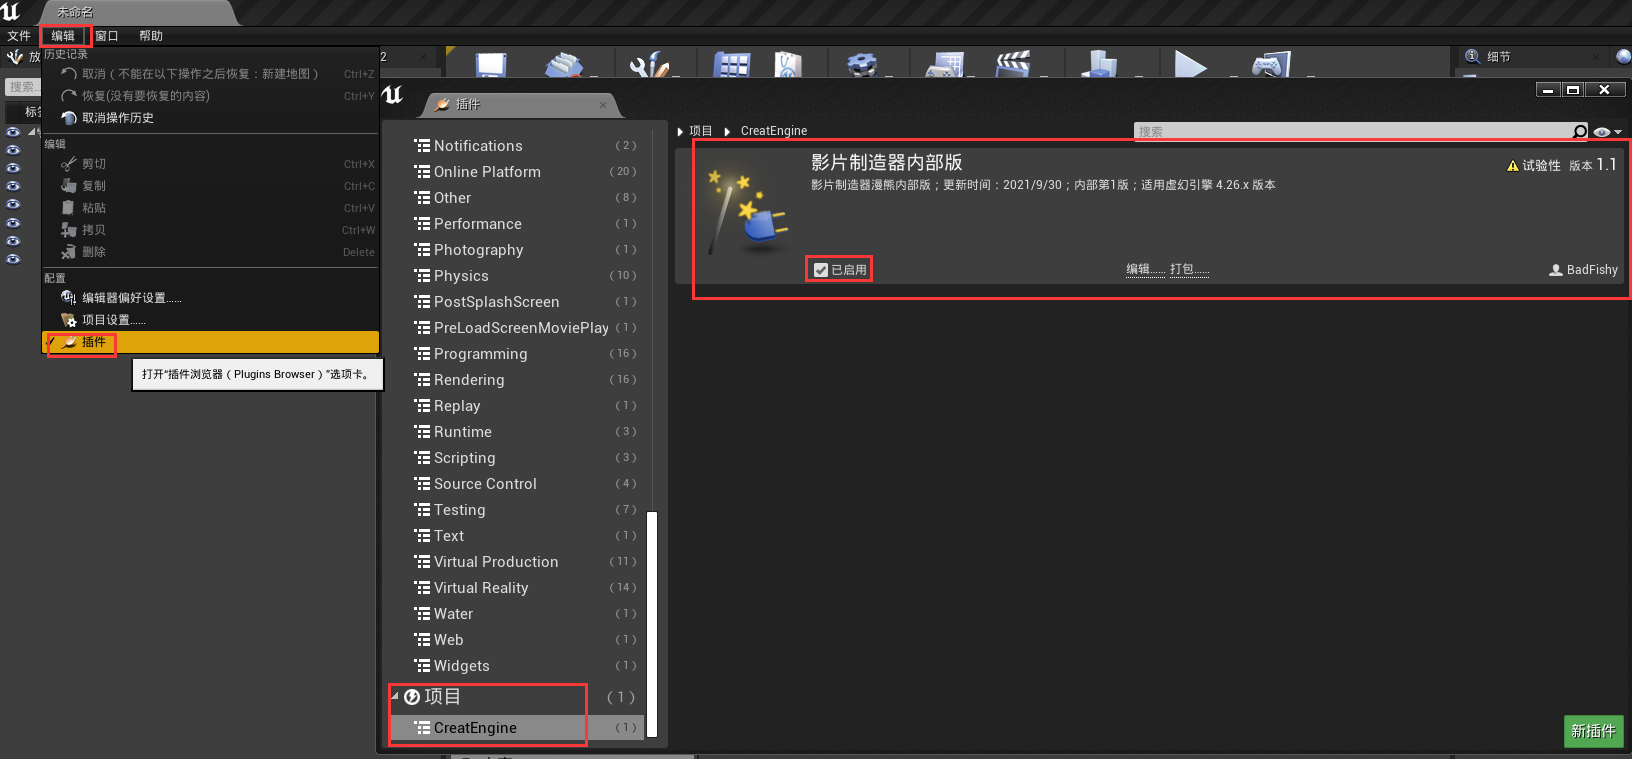 未命名
文件 编辑 窗口 帮助
放
2
细节
搜索...
历史记录
取消（不能在以下操作之后恢复：新建地图） Ctrl+Z
恢复(没有要恢复的内容) Ctrl+Y
取消操作历史
编辑
剪切 Ctrl+X
复制 Ctrl+C
粘贴 Ctrl+V
拷贝 Ctrl+W
删除 Delete
配置
编辑器偏好设置......
项目设置......
插件
打开“插件浏览器（Plugins Browser）”选项卡。
插件
Notifications (2)
Online Platform (20)
Other (8)
Performance (1)
Photography (1)
Physics (10)
PostSplashScreen (1)
PreLoadScreenMoviePlay (1)
Programming (16)
Rendering (16)
Replay (1)
Runtime (3)
Scripting (3)
Source Control (4)
Testing (7)
Text (1)
Virtual Production (11)
Virtual Reality (14)
Water (1)
Web (1)
Widgets (1)
项目 (1)
CreatEngine (1)
项目 CreatEngine
搜索
影片制造器内部版
试验性 版本 1.1
影片制造器漫熊内部版；更新时间：2021/9/30；内部第1版；适用虚幻引擎 4.26.x 版本
已启用
编辑...... 打包......
BadFishy
新插件